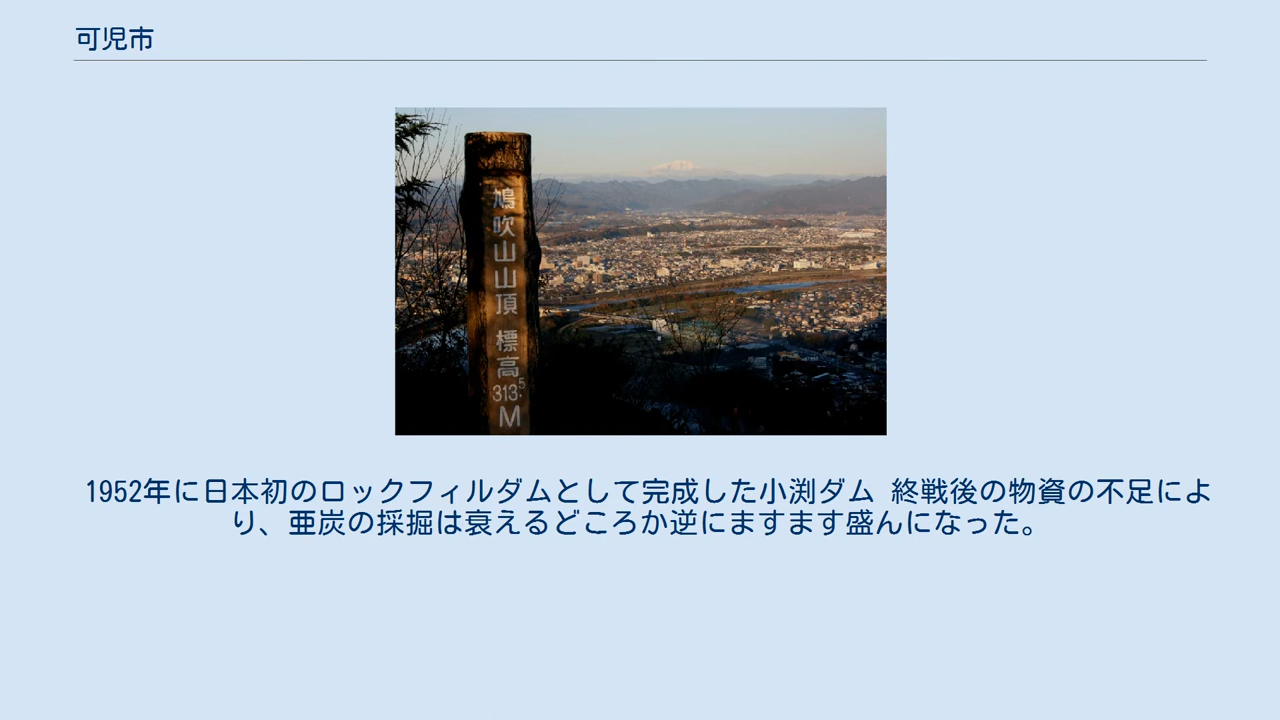 可児市
鳩吹山山頂 標高 313.5 M
1952年に日本初のロックフィルダムとして完成した小渕ダム 終戦後の物資の不足によ
り、亜炭の採掘は衰えるどころか逆にますます盛んになった。